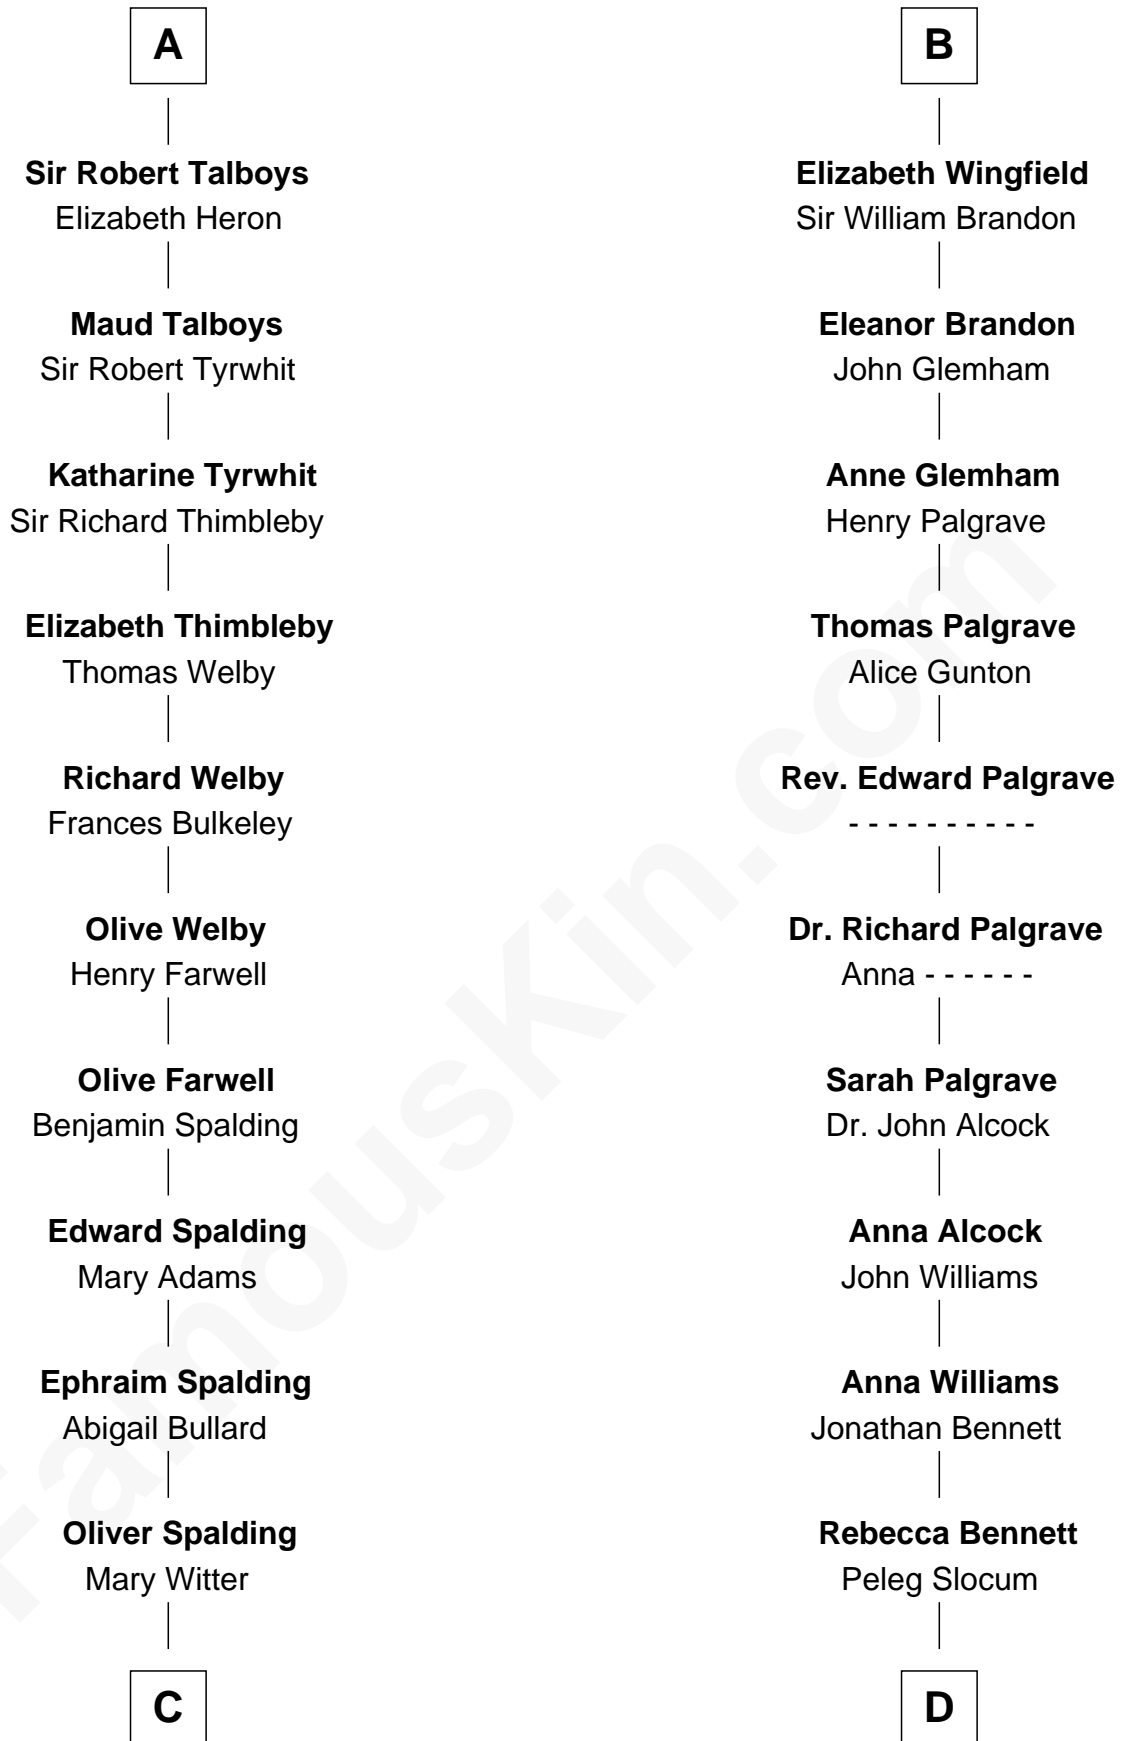 A
Sir Robert Talboys
Elizabeth Heron
Maud Talboys
Sir Robert Tyrwhit
Katharine Tyrwhit
Sir Richard Thimbleby
Elizabeth Thimbleby
Thomas Welby
Richard Welby
Frances Bulkeley
Olive Welby
Henry Farwell
Olive Farwell
Benjamin Spalding
Edward Spalding
Mary Adams
Ephraim Spalding
Abigail Bullard
Oliver Spalding
Mary Witter
C
B
Elizabeth Wingfield
Sir William Brandon
Eleanor Brandon
John Glemham
Anne Glemham
Henry Palgrave
Thomas Palgrave
Alice Gunton
Rev. Edward Palgrave
- - - - - - - - - -
Dr. Richard Palgrave
Anna - - - - - -
Sarah Palgrave
Dr. John Alcock
Anna Alcock
John Williams
Anna Williams
Jonathan Bennett
Rebecca Bennett
Peleg Slocum
D
FamousKin.com